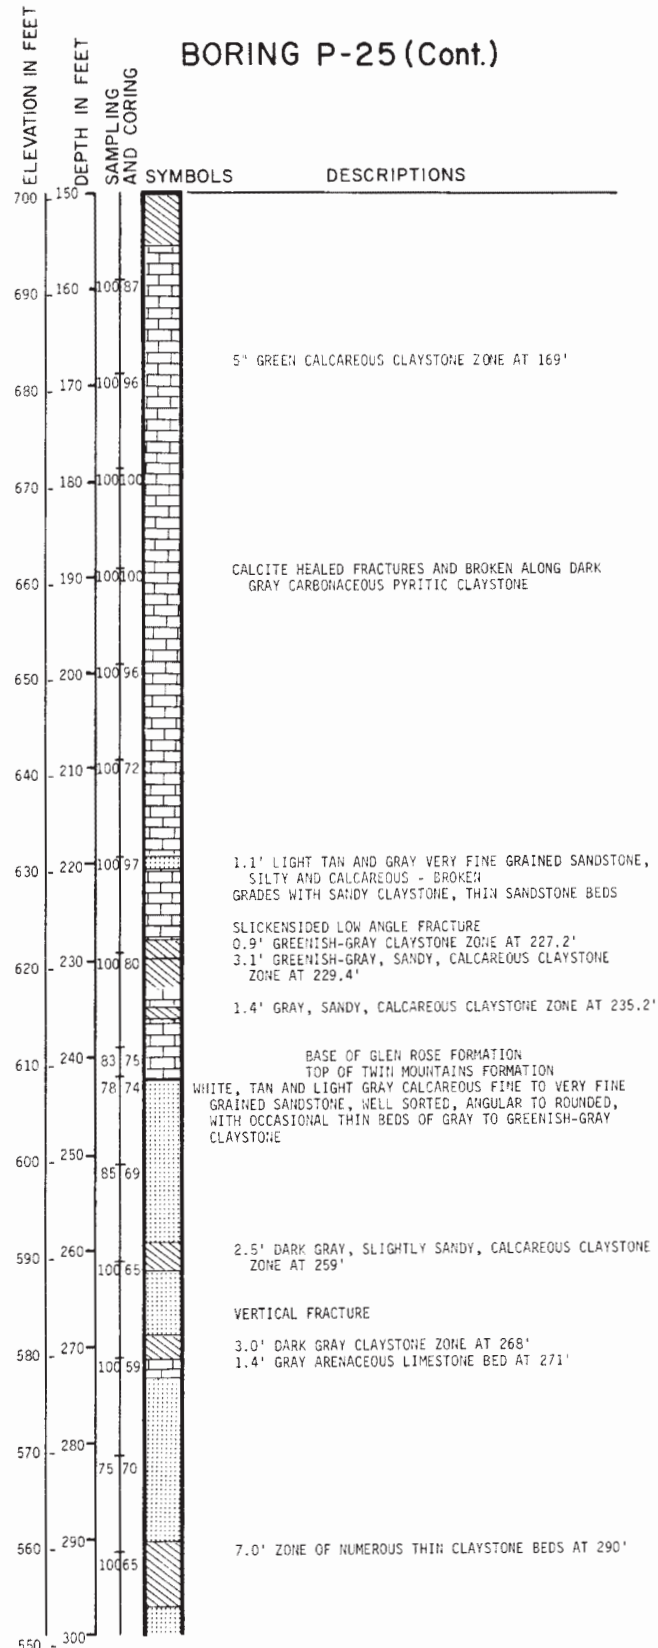 BORING P-25 (Cont.)
ELEVATION IN FEET
DEPTH IN FEET
SAMPLING
AND CORING
SYMBOLS
DESCRIPTIONS
700 150
690 160 100 87
5" GREEN CALCAREOUS CLAYSTONE ZONE AT 169'
680 170 100 96
670 180 100 100
CALCITE HEALED FRACTURES AND BROKEN ALONG DARK
660 190 100 100
GRAY CARBONACEOUS PYRITIC CLAYSTONE
650 200 100 96
640 210 100 72
630 220 100 97
1.1' LIGHT TAN AND GRAY VERY FINE GRAINED SANDSTONE,
SILTY AND CALCAREOUS - BROKEN
GRADES WITH SANDY CLAYSTONE, THIN SANDSTONE BEDS
SLICKENSIDED LOW ANGLE FRACTURE
0.9' GREENISH-GRAY CLAYSTONE ZONE AT 227.2'
3.1' GREENISH-GRAY, SANDY, CALCAREOUS CLAYSTONE
620 230 100 80
ZONE AT 229.4'
1.4' GRAY, SANDY, CALCAREOUS CLAYSTONE ZONE AT 235.2'
BASE OF GLEN ROSE FORMATION
610 240 83 75
TOP OF TWIN MOUNTAINS FORMATION
78 74
WHITE, TAN AND LIGHT GRAY CALCAREOUS FINE TO VERY FINE
GRAINED SANDSTONE, WELL SORTED, ANGULAR TO ROUNDED,
WITH OCCASIONAL THIN BEDS OF GRAY TO GREENISH-GRAY
CLAYSTONE
600 250 85 69
2.5' DARK GRAY, SLIGHTLY SANDY, CALCAREOUS CLAYSTONE
590 260 100 65
ZONE AT 259'
VERTICAL FRACTURE
3.0' DARK GRAY CLAYSTONE ZONE AT 268'
580 270 100 59
1.4' GRAY ARENACEOUS LIMESTONE BED AT 271'
570 280 75 70
560 290 100 65
7.0' ZONE OF NUMEROUS THIN CLAYSTONE BEDS AT 290'
550 300